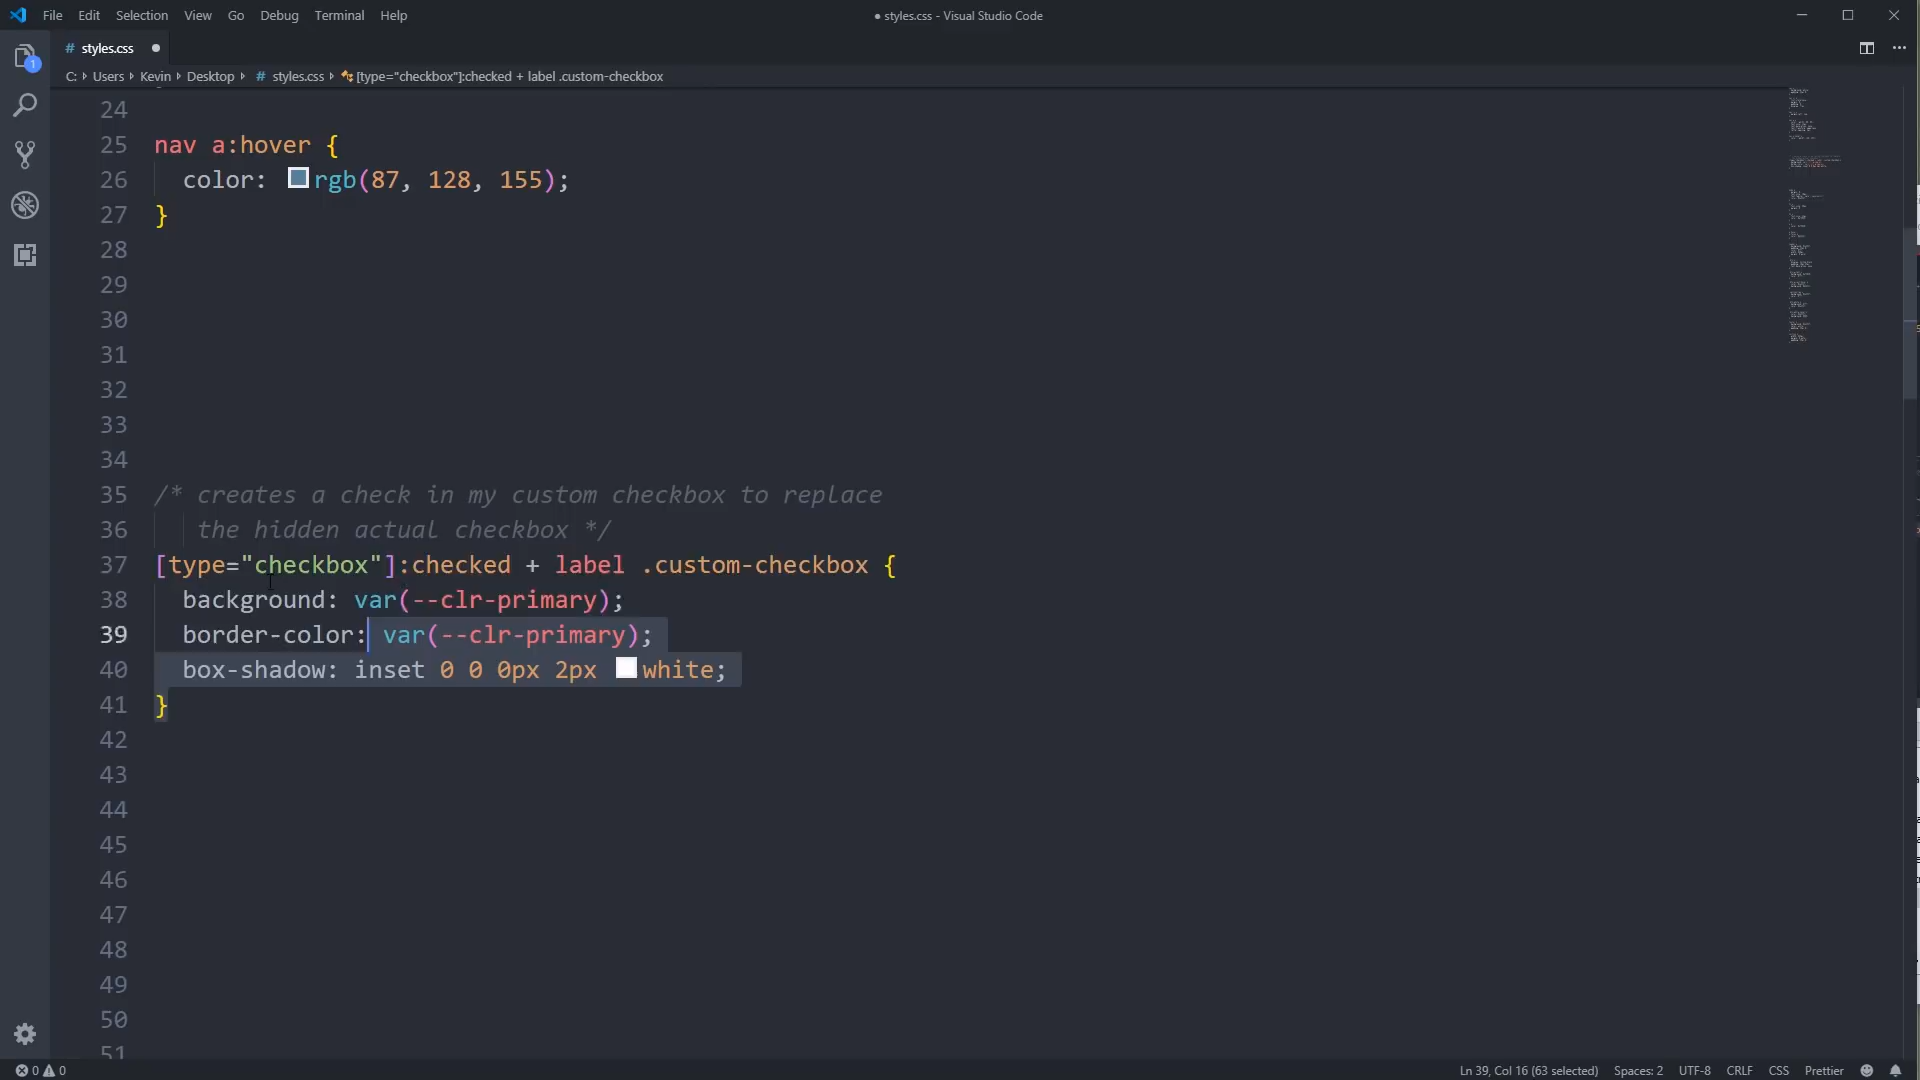 File Edit Selection View Go Debug Terminal Help
● styles.css - Visual Studio Code
# styles.css
C: Users Kevin Desktop # styles.css [type="checkbox"]:checked + label .custom-checkbox
1
24
25 nav a:hover {
26 color: rgb(87, 128, 155);
27 }
28
29
30
31
32
33
34
35 /* creates a check in my custom checkbox to replace
36 the hidden actual checkbox */
37 [type="checkbox"]:checked + label .custom-checkbox {
38 background: var(--clr-primary);
39 border-color: var(--clr-primary);
40 box-shadow: inset 0 0 0px 2px white;
41 }
42
43
44
45
46
47
48
49
50
51
0 0
Ln 39, Col 16 (63 selected) Spaces: 2 UTF-8 CRLF CSS Prettier